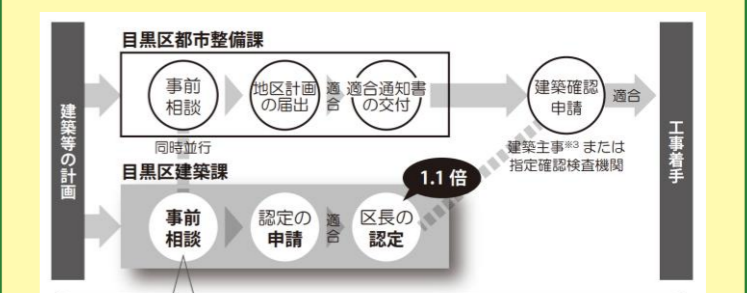 建築等の計画
目黒区都市整備課
事前
相談
地区計画
の届出
適
合
適合通知書
の交付
建築確認
申請
適合
建築主事※3 または
指定確認検査機関
工事着手
同時並行
目黒区建築課
1.1 倍
事前
相談
認定の
申請
適
合
区長の
認定